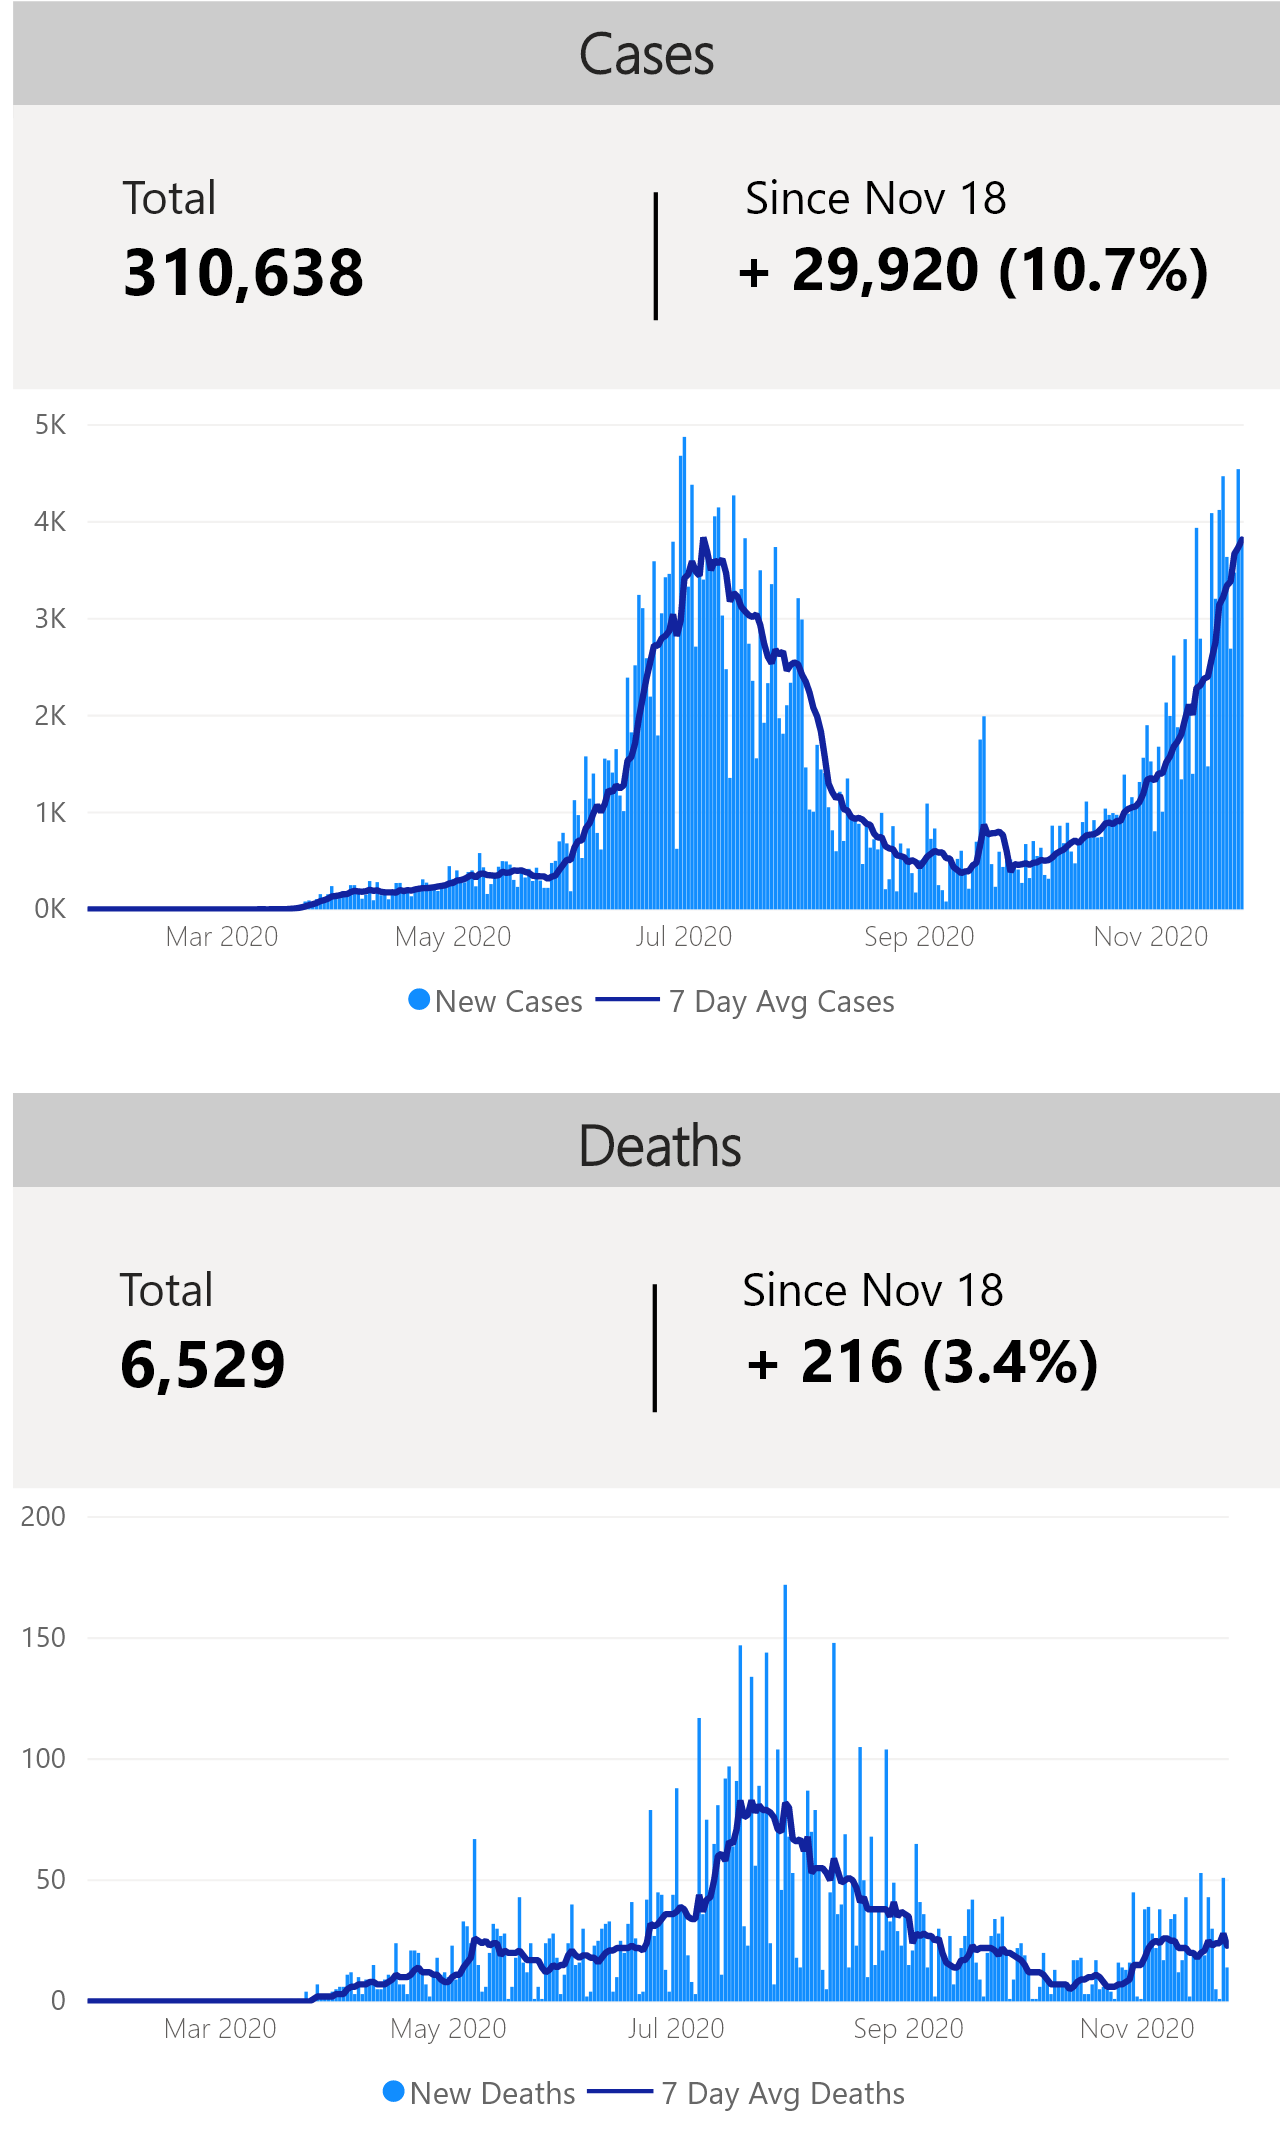 Cases
Total
Since Nov 18
310,638
+ 29,920 (10.7%)
5K
4K
3K
2K
1K
0K
Mar 2020
May 2020
Jul 2020
Sep 2020
Nov 2020
New Cases
7 Day Avg Cases
Deaths
Total
Since Nov 18
6,529
+ 216 (3.4%)
200
150
100
50
0
Mar 2020
May 2020
Jul 2020
Sep 2020
Nov 2020
New Deaths
7 Day Avg Deaths